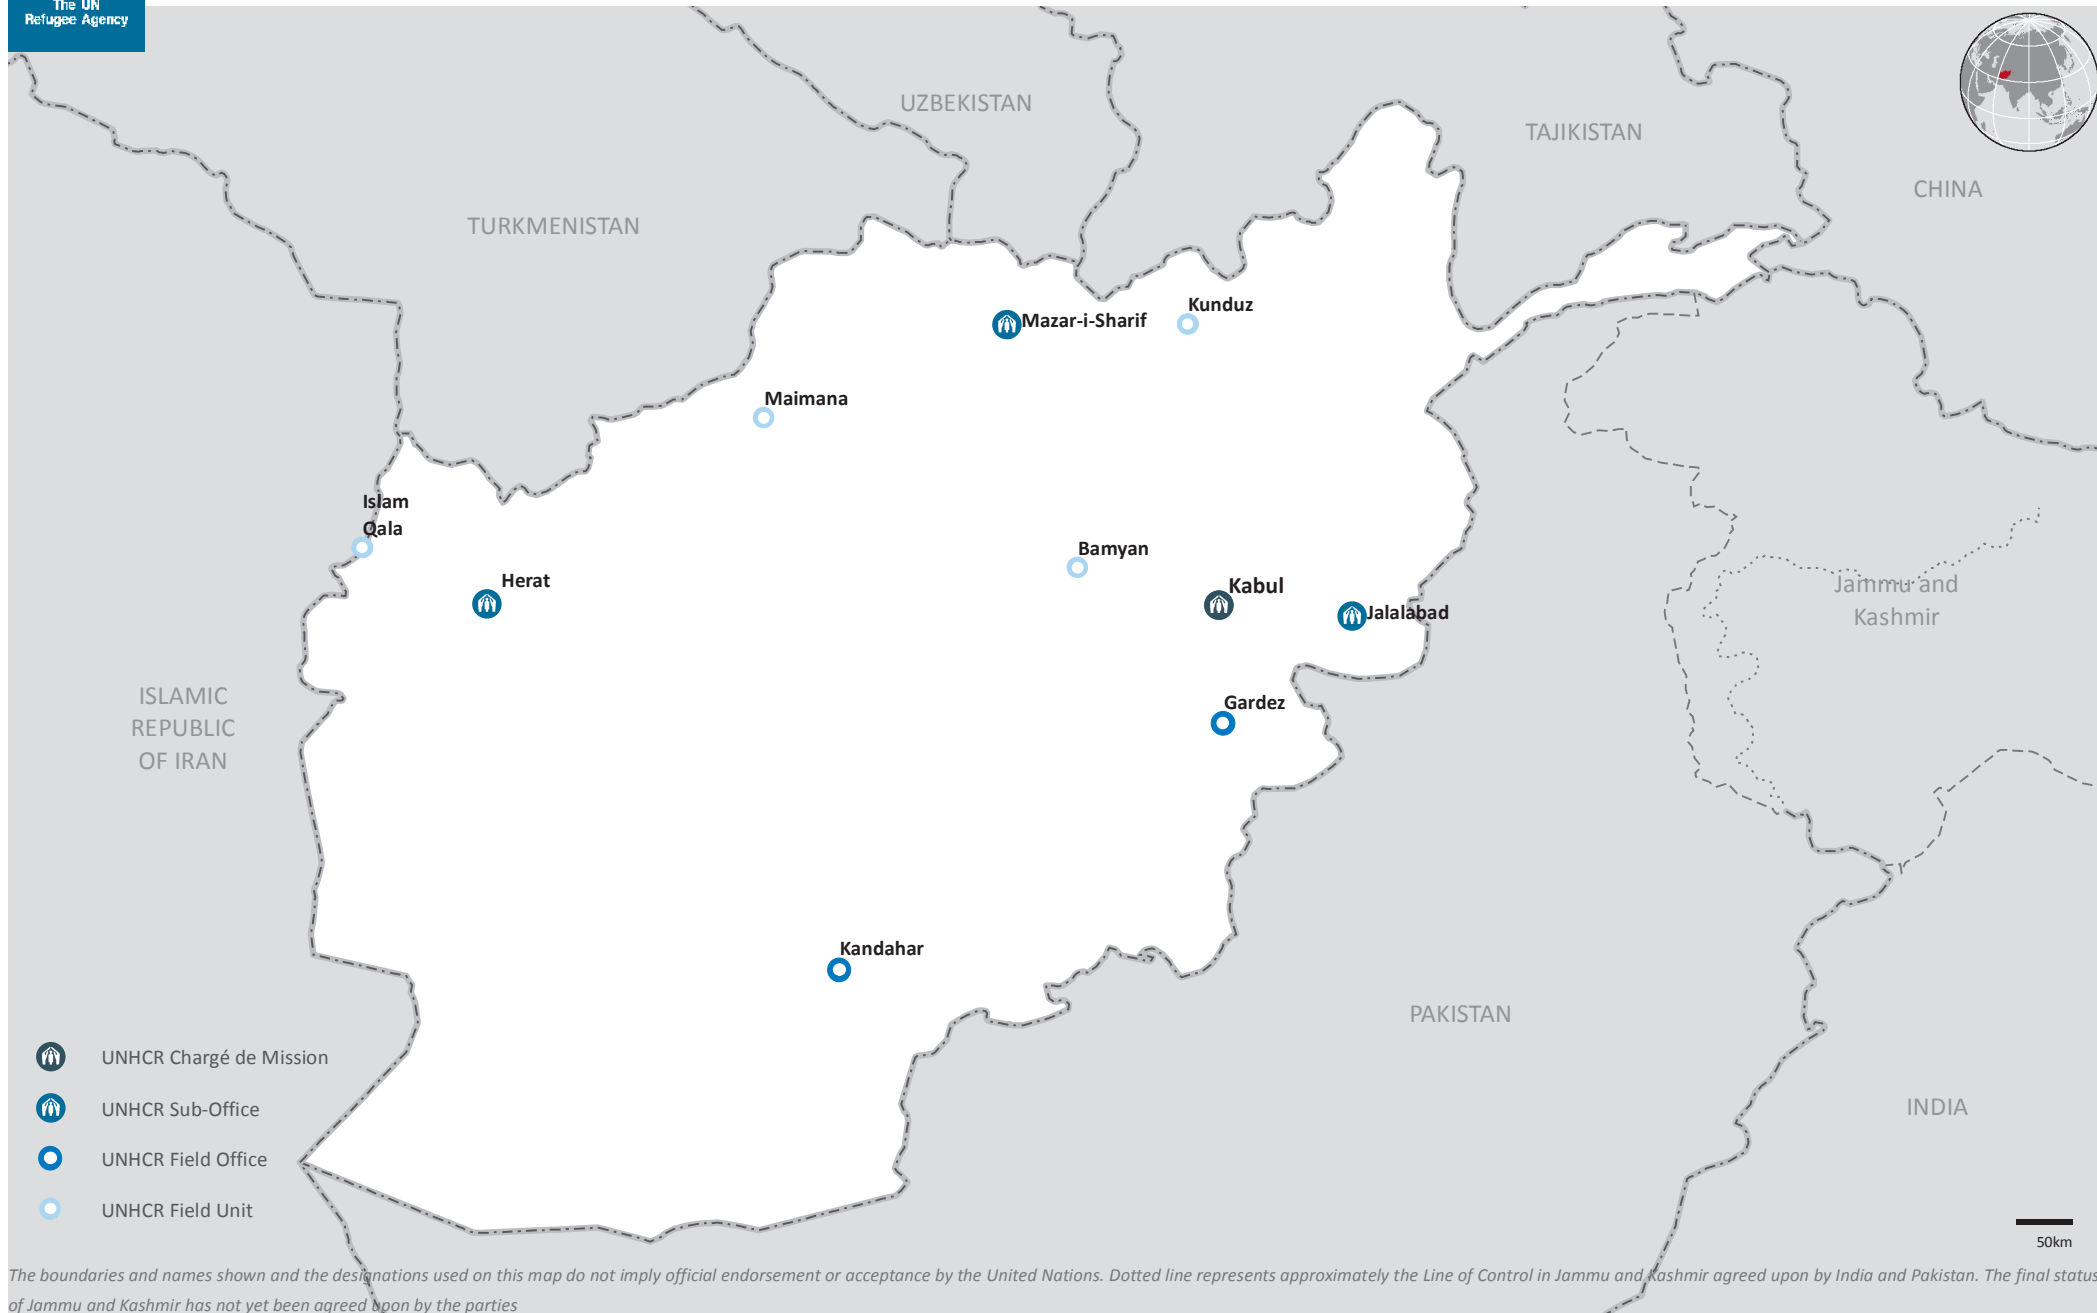 The UN
Refugee Agency
UZBEKISTAN
TAJIKISTAN
CHINA
TURKMENISTAN
Kunduz
Mazar-i-Sharif
Maimana
Islam
Qala
Bamyan
Herat
Kabul
Jalalabad
Jammu and
Kashmir
ISLAMIC
REPUBLIC
OF IRAN
Gardez
Kandahar
PAKISTAN
INDIA
UNHCR Chargé de Mission
UNHCR Sub-Office
UNHCR Field Office
UNHCR Field Unit
50km
The boundaries and names shown and the designations used on this map do not imply official endorsement or acceptance by the United Nations. Dotted line represents approximately the Line of Control in Jammu and Kashmir agreed upon by India and Pakistan. The final status
of Jammu and Kashmir has not yet been agreed upon by the parties